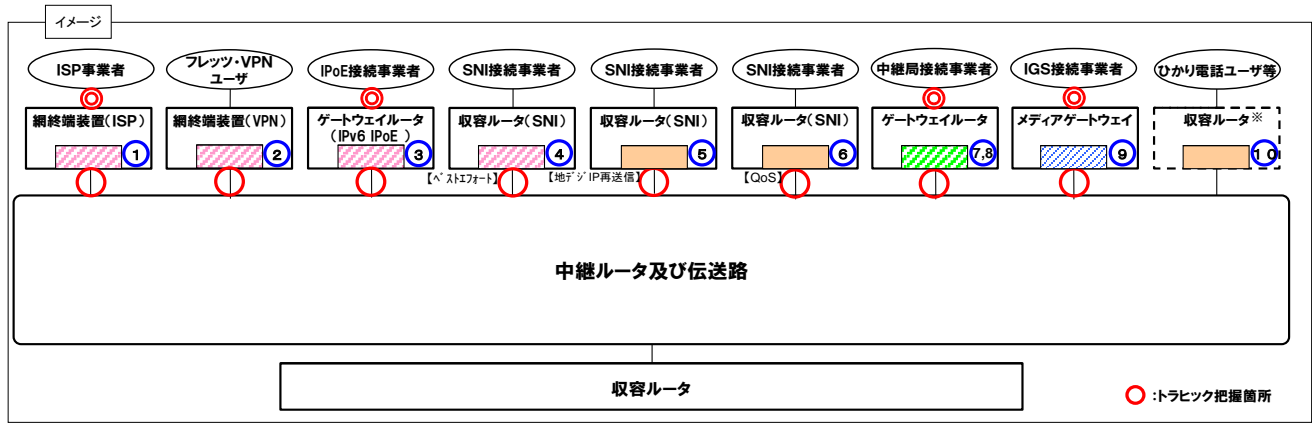 イメージ
ISP事業者
フレッツ・VPN
ユーザ
IPoE接続事業者
SNI接続事業者
SNI接続事業者
SNI接続事業者
中継局接続事業者
IGS接続事業者
ひかり電話ユーザ等
網終端装置(ISP)
網終端装置(VPN)
ゲートウェイルータ
(IPv6 IPoE )
収容ルータ(SNI)
収容ルータ(SNI)
収容ルータ(SNI)
ゲートウェイルータ
メディアゲートウェイ
収容ルータ※
1
2
3
4
5
6
7,8
9
10
【ベストエフォート】
【地デジIP再送信】
【QoS】
中継ルータ及び伝送路
収容ルータ
:トラヒック把握箇所